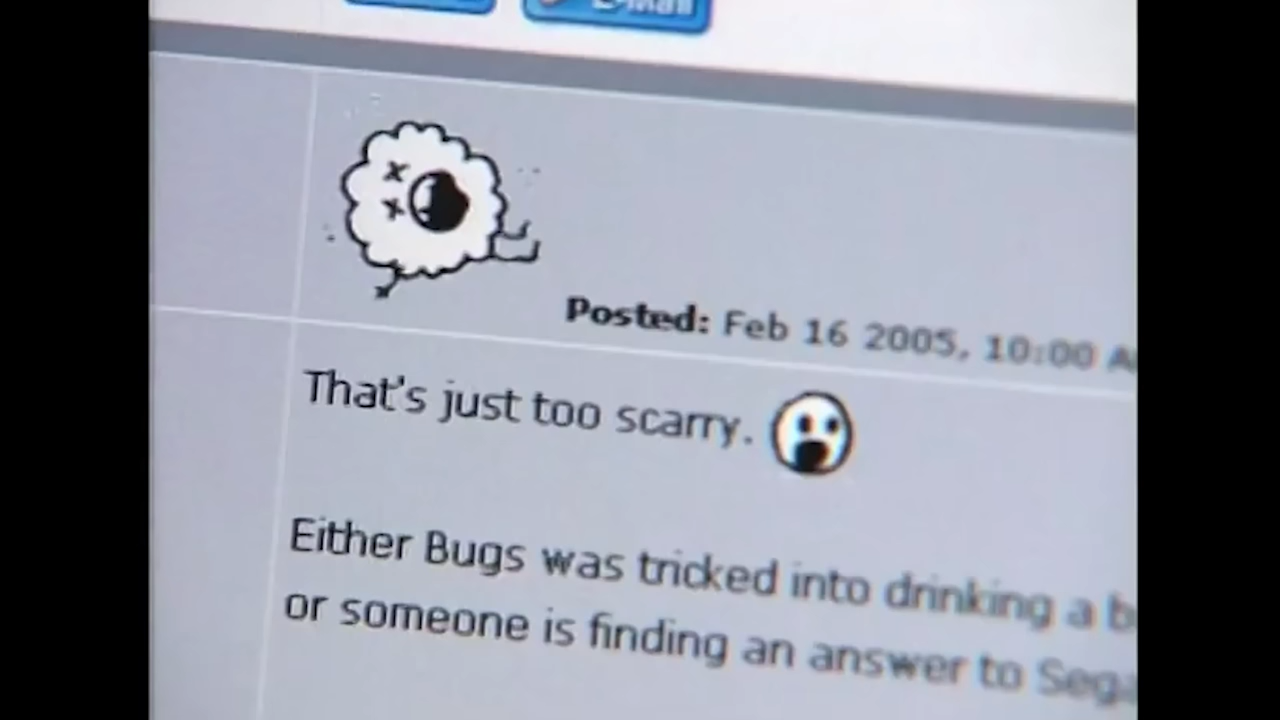 E-Mail
Posted: Feb 16 2005, 10:00
That's just too scarry.
Either Bugs was tricked into drinking a
or someone is finding an answer to